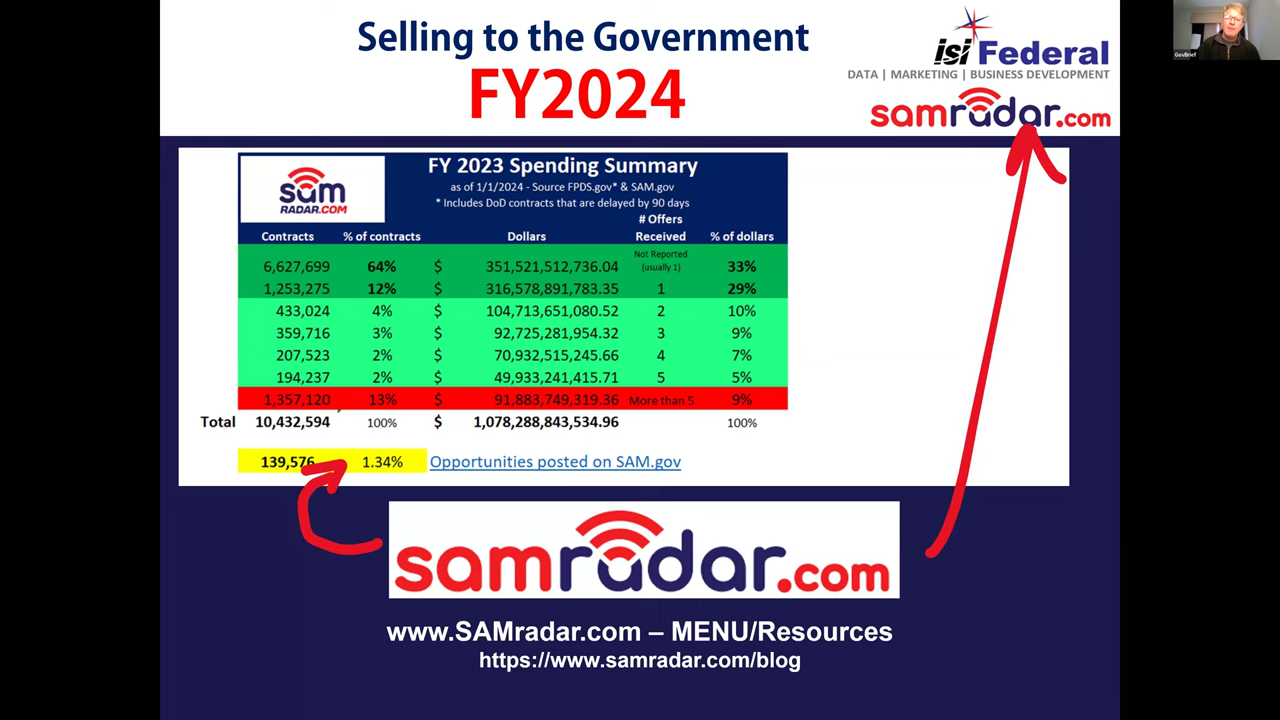 Selling to the Government
FY2024
isi Federal
DATA | MARKETING | BUSINESS DEVELOPMENT
samradar.com
GovBrief
sam
RADAR.COM
FY 2023 Spending Summary
as of 1/1/2024 - Source FPDS.gov* & SAM.gov
* Includes DoD contracts that are delayed by 90 days
Contracts % of contracts Dollars # Offers Received % of dollars
6,627,699 64% $ 351,521,512,736.04 Not Reported (usually 1) 33%
1,253,275 12% $ 316,578,891,783.35 1 29%
433,024 4% $ 104,713,651,080.52 2 10%
359,716 3% $ 92,725,281,954.32 3 9%
207,523 2% $ 70,932,515,245.66 4 7%
194,237 2% $ 49,933,241,415.71 5 5%
1,357,120 13% $ 91,883,749,319.36 More than 5 9%
Total 10,432,594 100% $ 1,078,288,843,534.96 100%
139,576 1.34% Opportunities posted on SAM.gov
samradar.com
www.SAMradar.com – MENU/Resources
https://www.samradar.com/blog